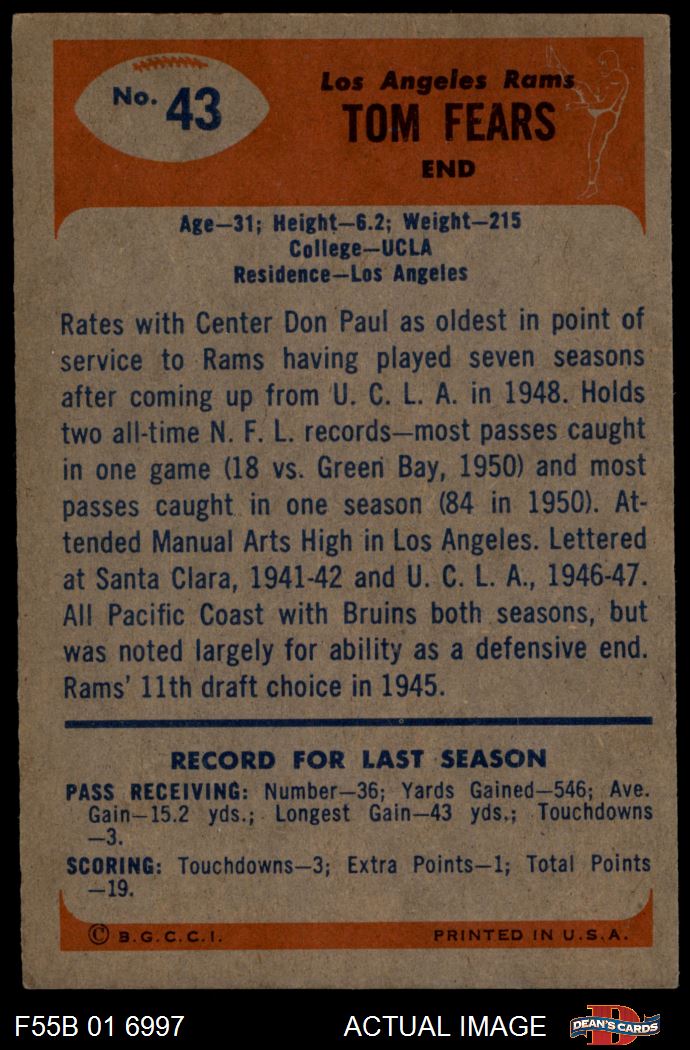 No. 43
Los Angeles Rams
TOM FEARS
END
Age—31; Height—6.2; Weight—215
College—UCLA
Residence—Los Angeles
Rates with Center Don Paul as oldest in point of
service to Rams having played seven seasons
after coming up from U. C. L. A. in 1948. Holds
two all-time N. F. L. records—most passes caught
in one game (18 vs. Green Bay, 1950) and most
passes caught in one season (84 in 1950). At-
tended Manual Arts High in Los Angeles. Lettered
at Santa Clara, 1941-42 and U. C. L. A., 1946-47.
All Pacific Coast with Bruins both seasons, but
was noted largely for ability as a defensive end.
Rams' 11th draft choice in 1945.
RECORD FOR LAST SEASON
PASS RECEIVING: Number—36; Yards Gained—546; Ave.
Gain—15.2 yds.; Longest Gain—43 yds.; Touchdowns
—3.
SCORING: Touchdowns—3; Extra Points—1; Total Points
—19.
© B.G.C.C.I. PRINTED IN U.S.A.
F55B 01 6997 ACTUAL IMAGE D DEAN'S CARDS